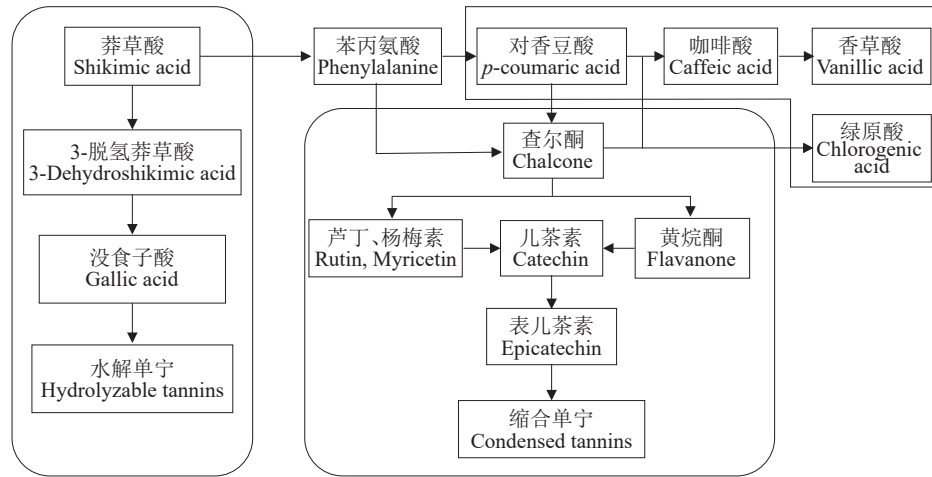 莽草酸
Shikimic acid
苯丙氨酸
Phenylalanine
对香豆酸
p-coumaric acid
咖啡酸
Caffeic acid
香草酸
Vanillic acid
3-脱氢莽草酸
3-Dehydroshikimic acid
查尔酮
Chalcone
绿原酸
Chlorogenic
acid
没食子酸
Gallic acid
芦丁、杨梅素
Rutin, Myricetin
儿茶素
Catechin
黄烷酮
Flavanone
水解单宁
Hydrolyzable tannins
表儿茶素
Epicatechin
缩合单宁
Condensed tannins